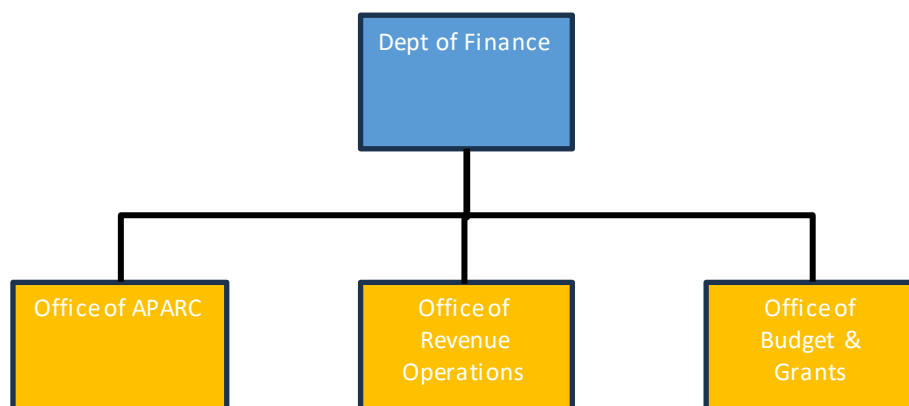 Dept of Finance
Office of APARC
Office of
Revenue
Operations
Office of
Budget &
Grants